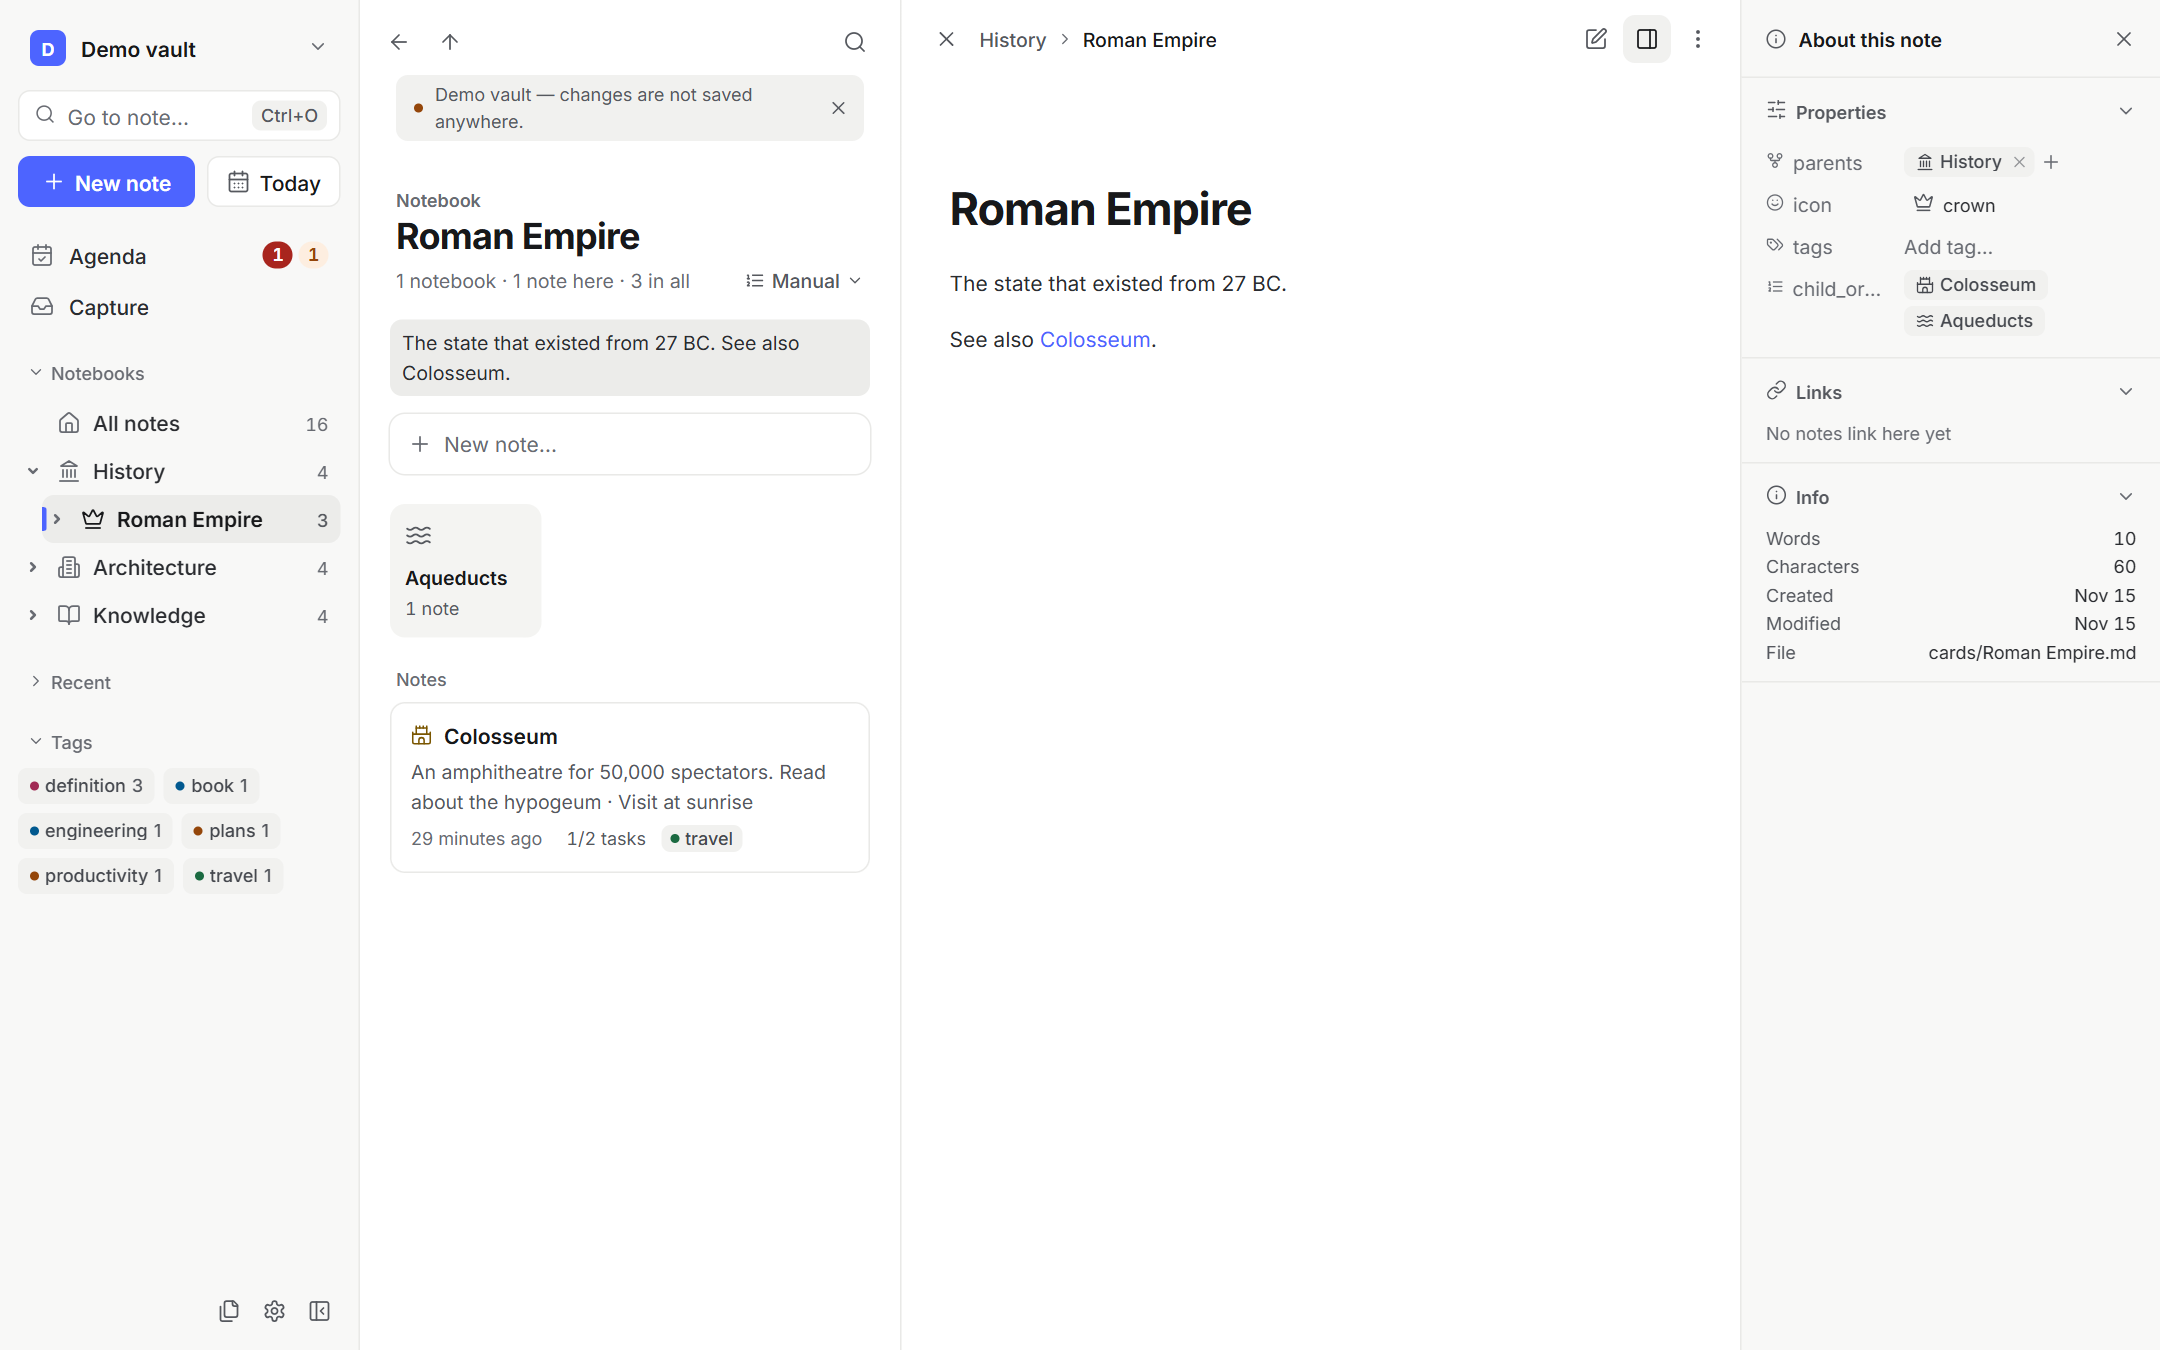 D Demo vault
Go to note... Ctrl+O
New note Today
Agenda 1 1
Capture
Notebooks
All notes 16
History 4
Roman Empire 3
Architecture 4
Knowledge 4
Recent
Tags
definition 3 book 1
engineering 1 plans 1
productivity 1 travel 1
Demo vault — changes are not saved
anywhere.
Notebook
Roman Empire
1 notebook · 1 note here · 3 in all Manual
The state that existed from 27 BC. See also
Colosseum.
New note...
Aqueducts
1 note
Notes
Colosseum
An amphitheatre for 50,000 spectators. Read
about the hypogeum · Visit at sunrise
29 minutes ago 1/2 tasks travel
History Roman Empire
Roman Empire
The state that existed from 27 BC.
See also Colosseum.
About this note
Properties
parents History
icon crown
tags Add tag...
child_or... Colosseum
Aqueducts
Links
No notes link here yet
Info
Words 10
Characters 60
Created Nov 15
Modified Nov 15
File cards/Roman Empire.md